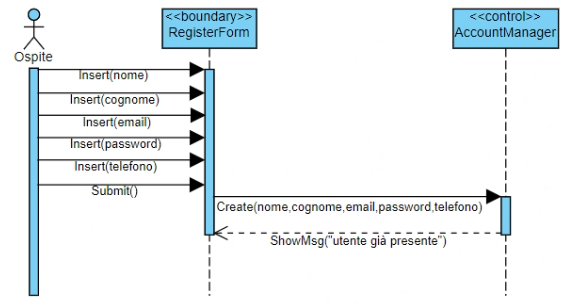 <<boundary>>
RegisterForm
<<control>>
AccountManager
Ospite
Insert(nome)
Insert(cognome)
Insert(email)
Insert(password)
Insert(telefono)
Submit()
Create(nome,cognome,email,password,telefono)
ShowMsg("utente già presente")